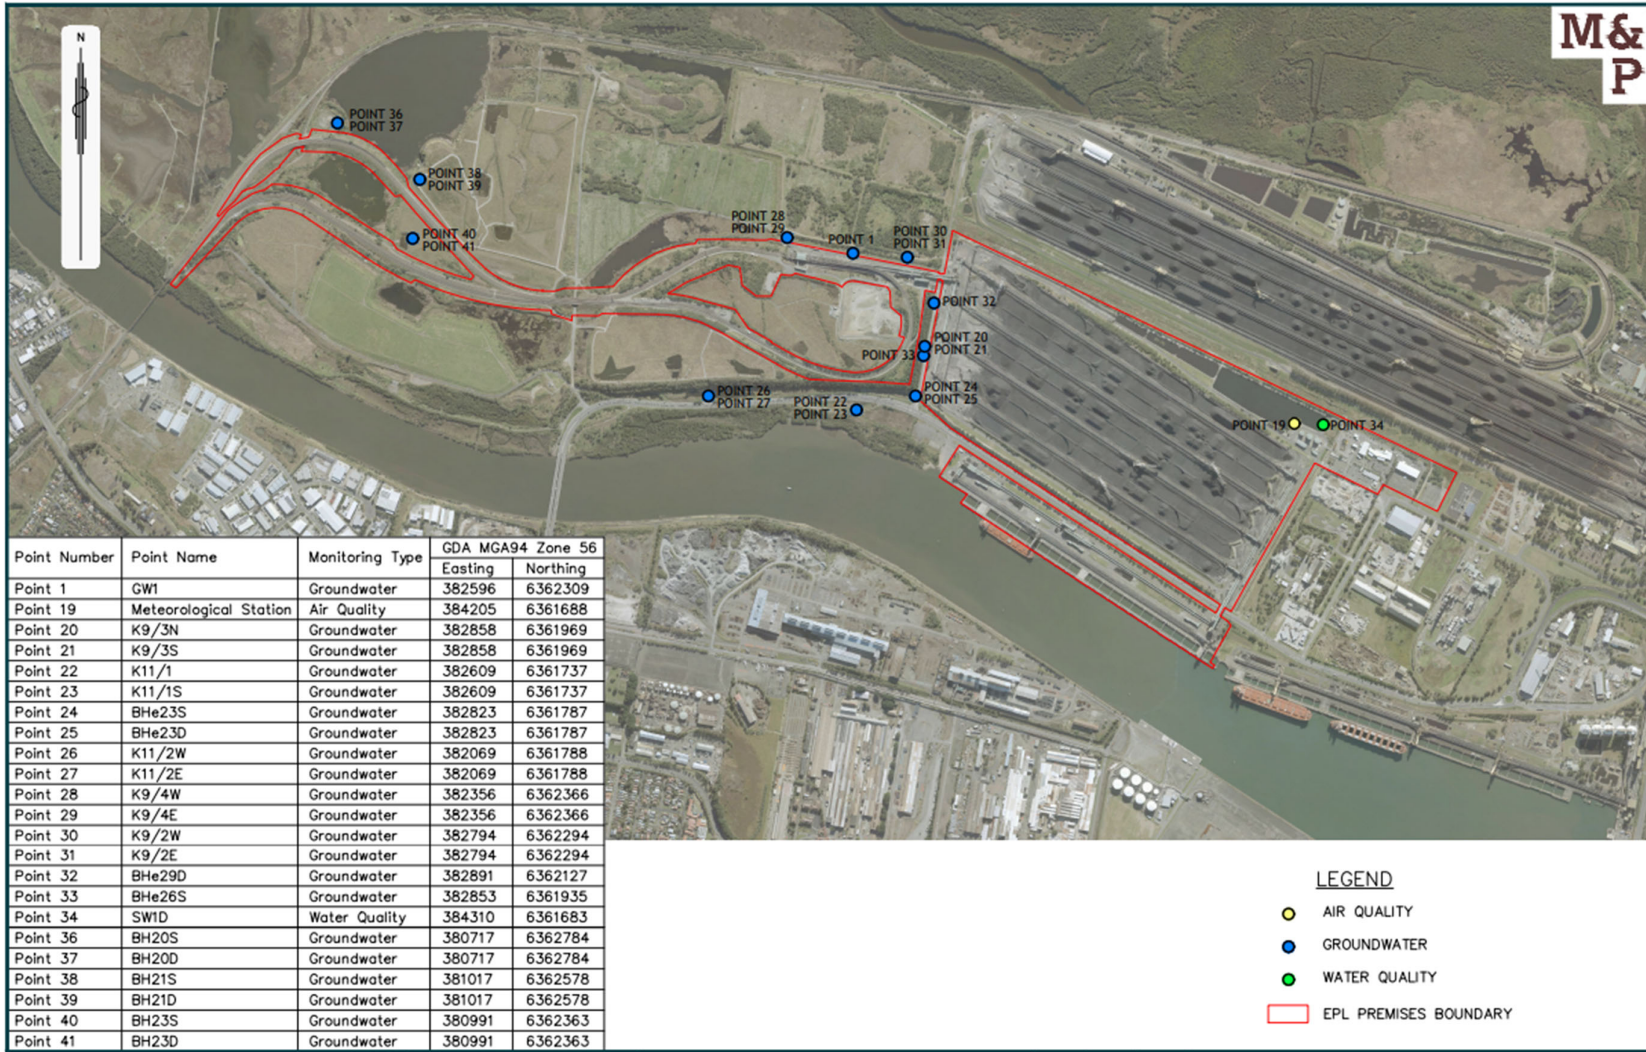 M&
P
N
POINT 36
POINT 37
POINT 38
POINT 39
POINT 40
POINT 41
POINT 28
POINT 29
POINT 1
POINT 30
POINT 31
POINT 32
POINT 20
POINT 21
POINT 33
POINT 24
POINT 25
POINT 26
POINT 27
POINT 22
POINT 23
POINT 19
POINT 34
Point Number Point Name Monitoring Type GDA MGA94 Zone 56
Easting Northing
Point 1 GW1 Groundwater 382596 6362309
Point 19 Meteorological Station Air Quality 384205 6361688
Point 20 K9/3N Groundwater 382858 6361969
Point 21 K9/3S Groundwater 382858 6361969
Point 22 K11/1 Groundwater 382609 6361737
Point 23 K11/1S Groundwater 382609 6361737
Point 24 BHe23S Groundwater 382823 6361787
Point 25 BHe23D Groundwater 382823 6361787
Point 26 K11/2W Groundwater 382069 6361788
Point 27 K11/2E Groundwater 382069 6361788
Point 28 K9/4W Groundwater 382356 6362366
Point 29 K9/4E Groundwater 382356 6362366
Point 30 K9/2W Groundwater 382794 6362294
Point 31 K9/2E Groundwater 382794 6362294
Point 32 BHe29D Groundwater 382891 6362127
Point 33 BHe26S Groundwater 382853 6361935
Point 34 SW1D Water Quality 384310 6361683
Point 36 BH20S Groundwater 380717 6362784
Point 37 BH20D Groundwater 380717 6362784
Point 38 BH21S Groundwater 381017 6362578
Point 39 BH21D Groundwater 381017 6362578
Point 40 BH23S Groundwater 380991 6362363
Point 41 BH23D Groundwater 380991 6362363
LEGEND
AIR QUALITY
GROUNDWATER
WATER QUALITY
EPL PREMISES BOUNDARY